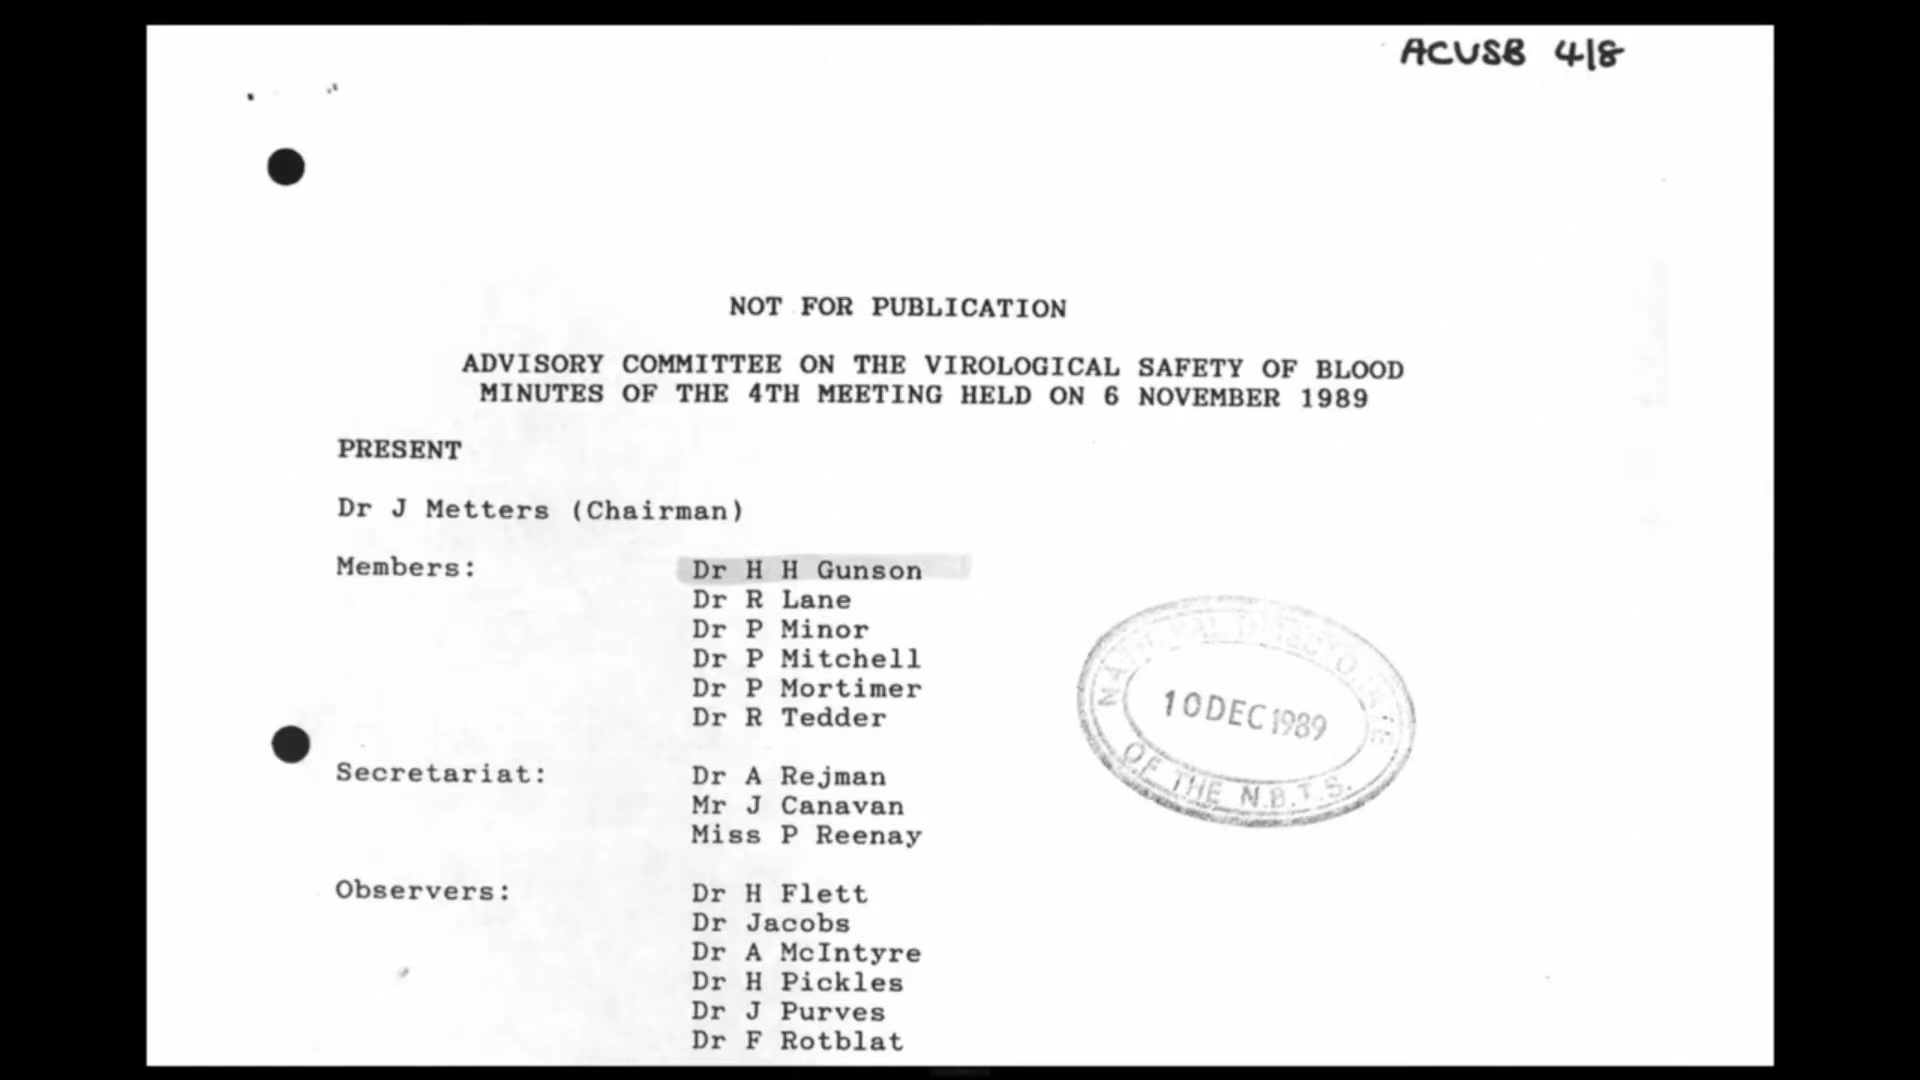 ACVSB 4/8
NOT FOR PUBLICATION
ADVISORY COMMITTEE ON THE VIROLOGICAL SAFETY OF BLOOD
MINUTES OF THE 4TH MEETING HELD ON 6 NOVEMBER 1989
PRESENT
Dr J Metters (Chairman)
Members: Dr H H Gunson
Dr R Lane
Dr P Minor
Dr P Mitchell
Dr P Mortimer
Dr R Tedder
NATIONAL DIRECTORATE
10 DEC 1989
OF THE N.B.T.S.
Secretariat: Dr A Rejman
Mr J Canavan
Miss P Reenay
Observers: Dr H Flett
Dr Jacobs
Dr A McIntyre
Dr H Pickles
Dr J Purves
Dr F Rotblat